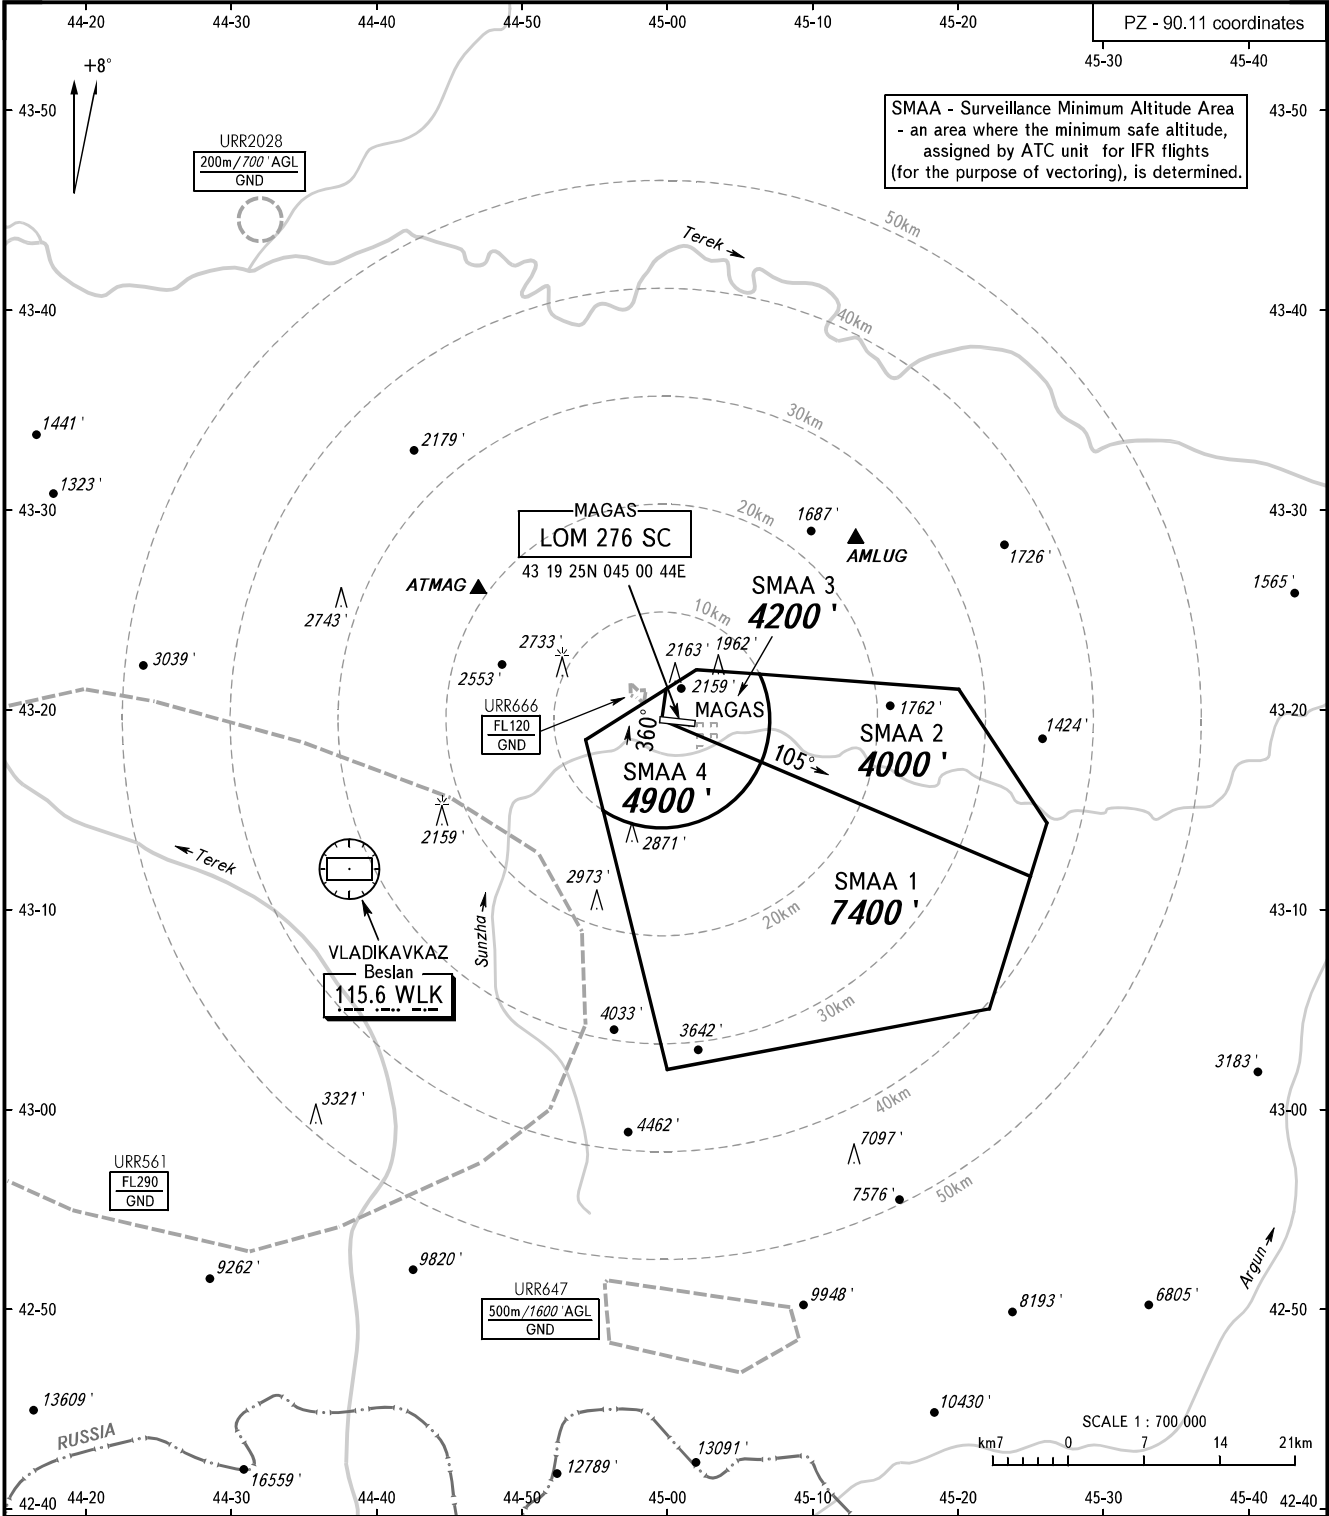 44-20
44-30
44-40
44-50
45-00
45-10
45-20
PZ - 90.11 coordinates
45-30
45-40
+8°
43-50
43-50
SMAA - Surveillance Minimum Altitude Area
- an area where the minimum safe altitude,
assigned by ATC unit for IFR flights
(for the purpose of vectoring), is determined.
URR2028
200m/700 'AGL
GND
50km
Terek
43-40
43-40
40km
30km
1441 '
2179 '
1323 '
43-30
43-30
20km
1687 '
MAGAS
LOM 276 SC
43 19 25N 045 00 44E
AMLUG
1726 '
1565 '
ATMAG
SMAA 3
4200 '
2743 '
10km
2733 '
2163 '
1962 '
3039 '
2553 '
2159 '
43-20
43-20
URR666
FL120
GND
360°
MAGAS
1762 '
1424 '
SMAA 2
4000 '
105°
SMAA 4
4900 '
2159 '
2871 '
Terek
2973 '
SMAA 1
7400 '
43-10
43-10
20km
Sunzha
VLADIKAVKAZ
Beslan
115.6 WLK
30km
4033 '
3642 '
3183 '
43-00
43-00
3321 '
40km
4462 '
7097 '
URR561
FL290
GND
7576 '
50km
9262 '
9820 '
Argun
URR647
500m/1600 'AGL
GND
42-50
42-50
9948 '
8193 '
6805 '
13609 '
10430 '
RUSSIA
SCALE 1 : 700 000
km7
0
7
14
21km
16559 '
12789 '
13091 '
42-40
44-20
44-30
44-40
44-50
45-00
45-10
45-20
45-30
45-40
42-40